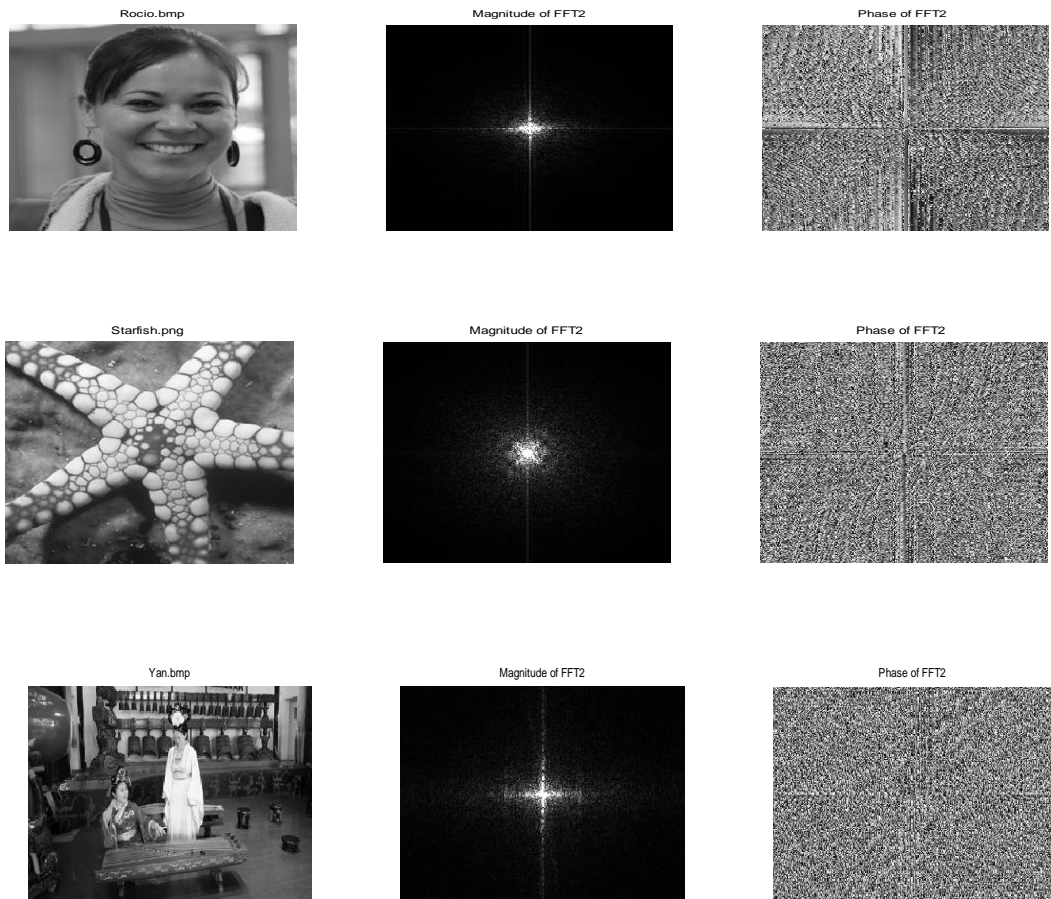 Rocio.bmp
Magnitude of FFT2
Phase of FFT2
Starfish.png
Magnitude of FFT2
Phase of FFT2
Yan.bmp
Magnitude of FFT2
Phase of FFT2